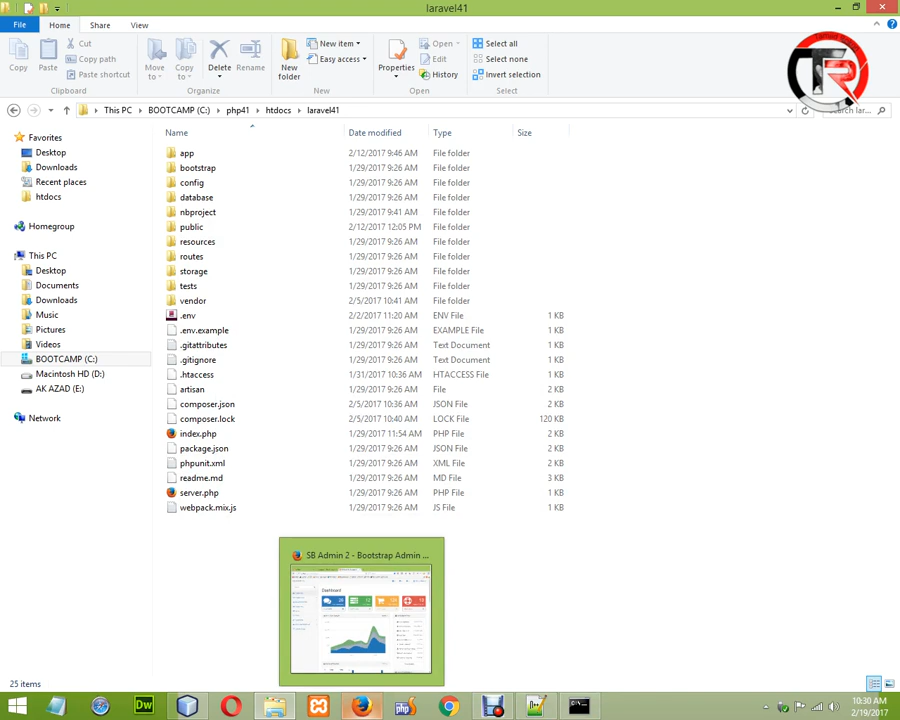 laravel41
File
Home
Share
View
Copy
Paste
Cut
Copy path
Paste shortcut
Clipboard
Move to
Copy to
Delete
Rename
Organize
New folder
New item
Easy access
New
Properties
Open
Edit
History
Open
Select all
Select none
Invert selection
Select
TR
This PC
BOOTCAMP (C:)
php41
htdocs
laravel41
Name
Date modified
Type
Size
Favorites
Desktop
Downloads
Recent places
htdocs
Homegroup
This PC
Desktop
Documents
Downloads
Music
Pictures
Videos
BOOTCAMP (C:)
Macintosh HD (D:)
AK AZAD (E:)
Network
app 2/12/2017 9:46 AM File folder
bootstrap 1/29/2017 9:26 AM File folder
config 1/29/2017 9:26 AM File folder
database 1/29/2017 9:26 AM File folder
nbproject 1/29/2017 9:41 AM File folder
public 2/12/2017 12:05 PM File folder
resources 1/29/2017 9:26 AM File folder
routes 1/29/2017 9:26 AM File folder
storage 1/29/2017 9:26 AM File folder
tests 1/29/2017 9:26 AM File folder
vendor 2/5/2017 10:41 AM File folder
.env 2/2/2017 11:20 AM ENV File 1 KB
.env.example 1/29/2017 9:26 AM EXAMPLE File 1 KB
.gitattributes 1/29/2017 9:26 AM Text Document 1 KB
.gitignore 1/29/2017 9:26 AM Text Document 1 KB
.htaccess 1/31/2017 10:36 AM HTACCESS File 1 KB
artisan 1/29/2017 9:26 AM File 2 KB
composer.json 2/5/2017 10:36 AM JSON File 2 KB
composer.lock 2/5/2017 10:40 AM LOCK File 120 KB
index.php 1/29/2017 11:54 AM PHP File 2 KB
package.json 1/29/2017 9:26 AM JSON File 2 KB
phpunit.xml 1/29/2017 9:26 AM XML File 2 KB
readme.md 1/29/2017 9:26 AM MD File 3 KB
server.php 1/29/2017 9:26 AM PHP File 1 KB
webpack.mix.js 1/29/2017 9:26 AM JS File 1 KB
SB Admin 2 - Bootstrap Admin ...
Dashboard
25 items
Dw
php
10:30 AM
2/19/2017